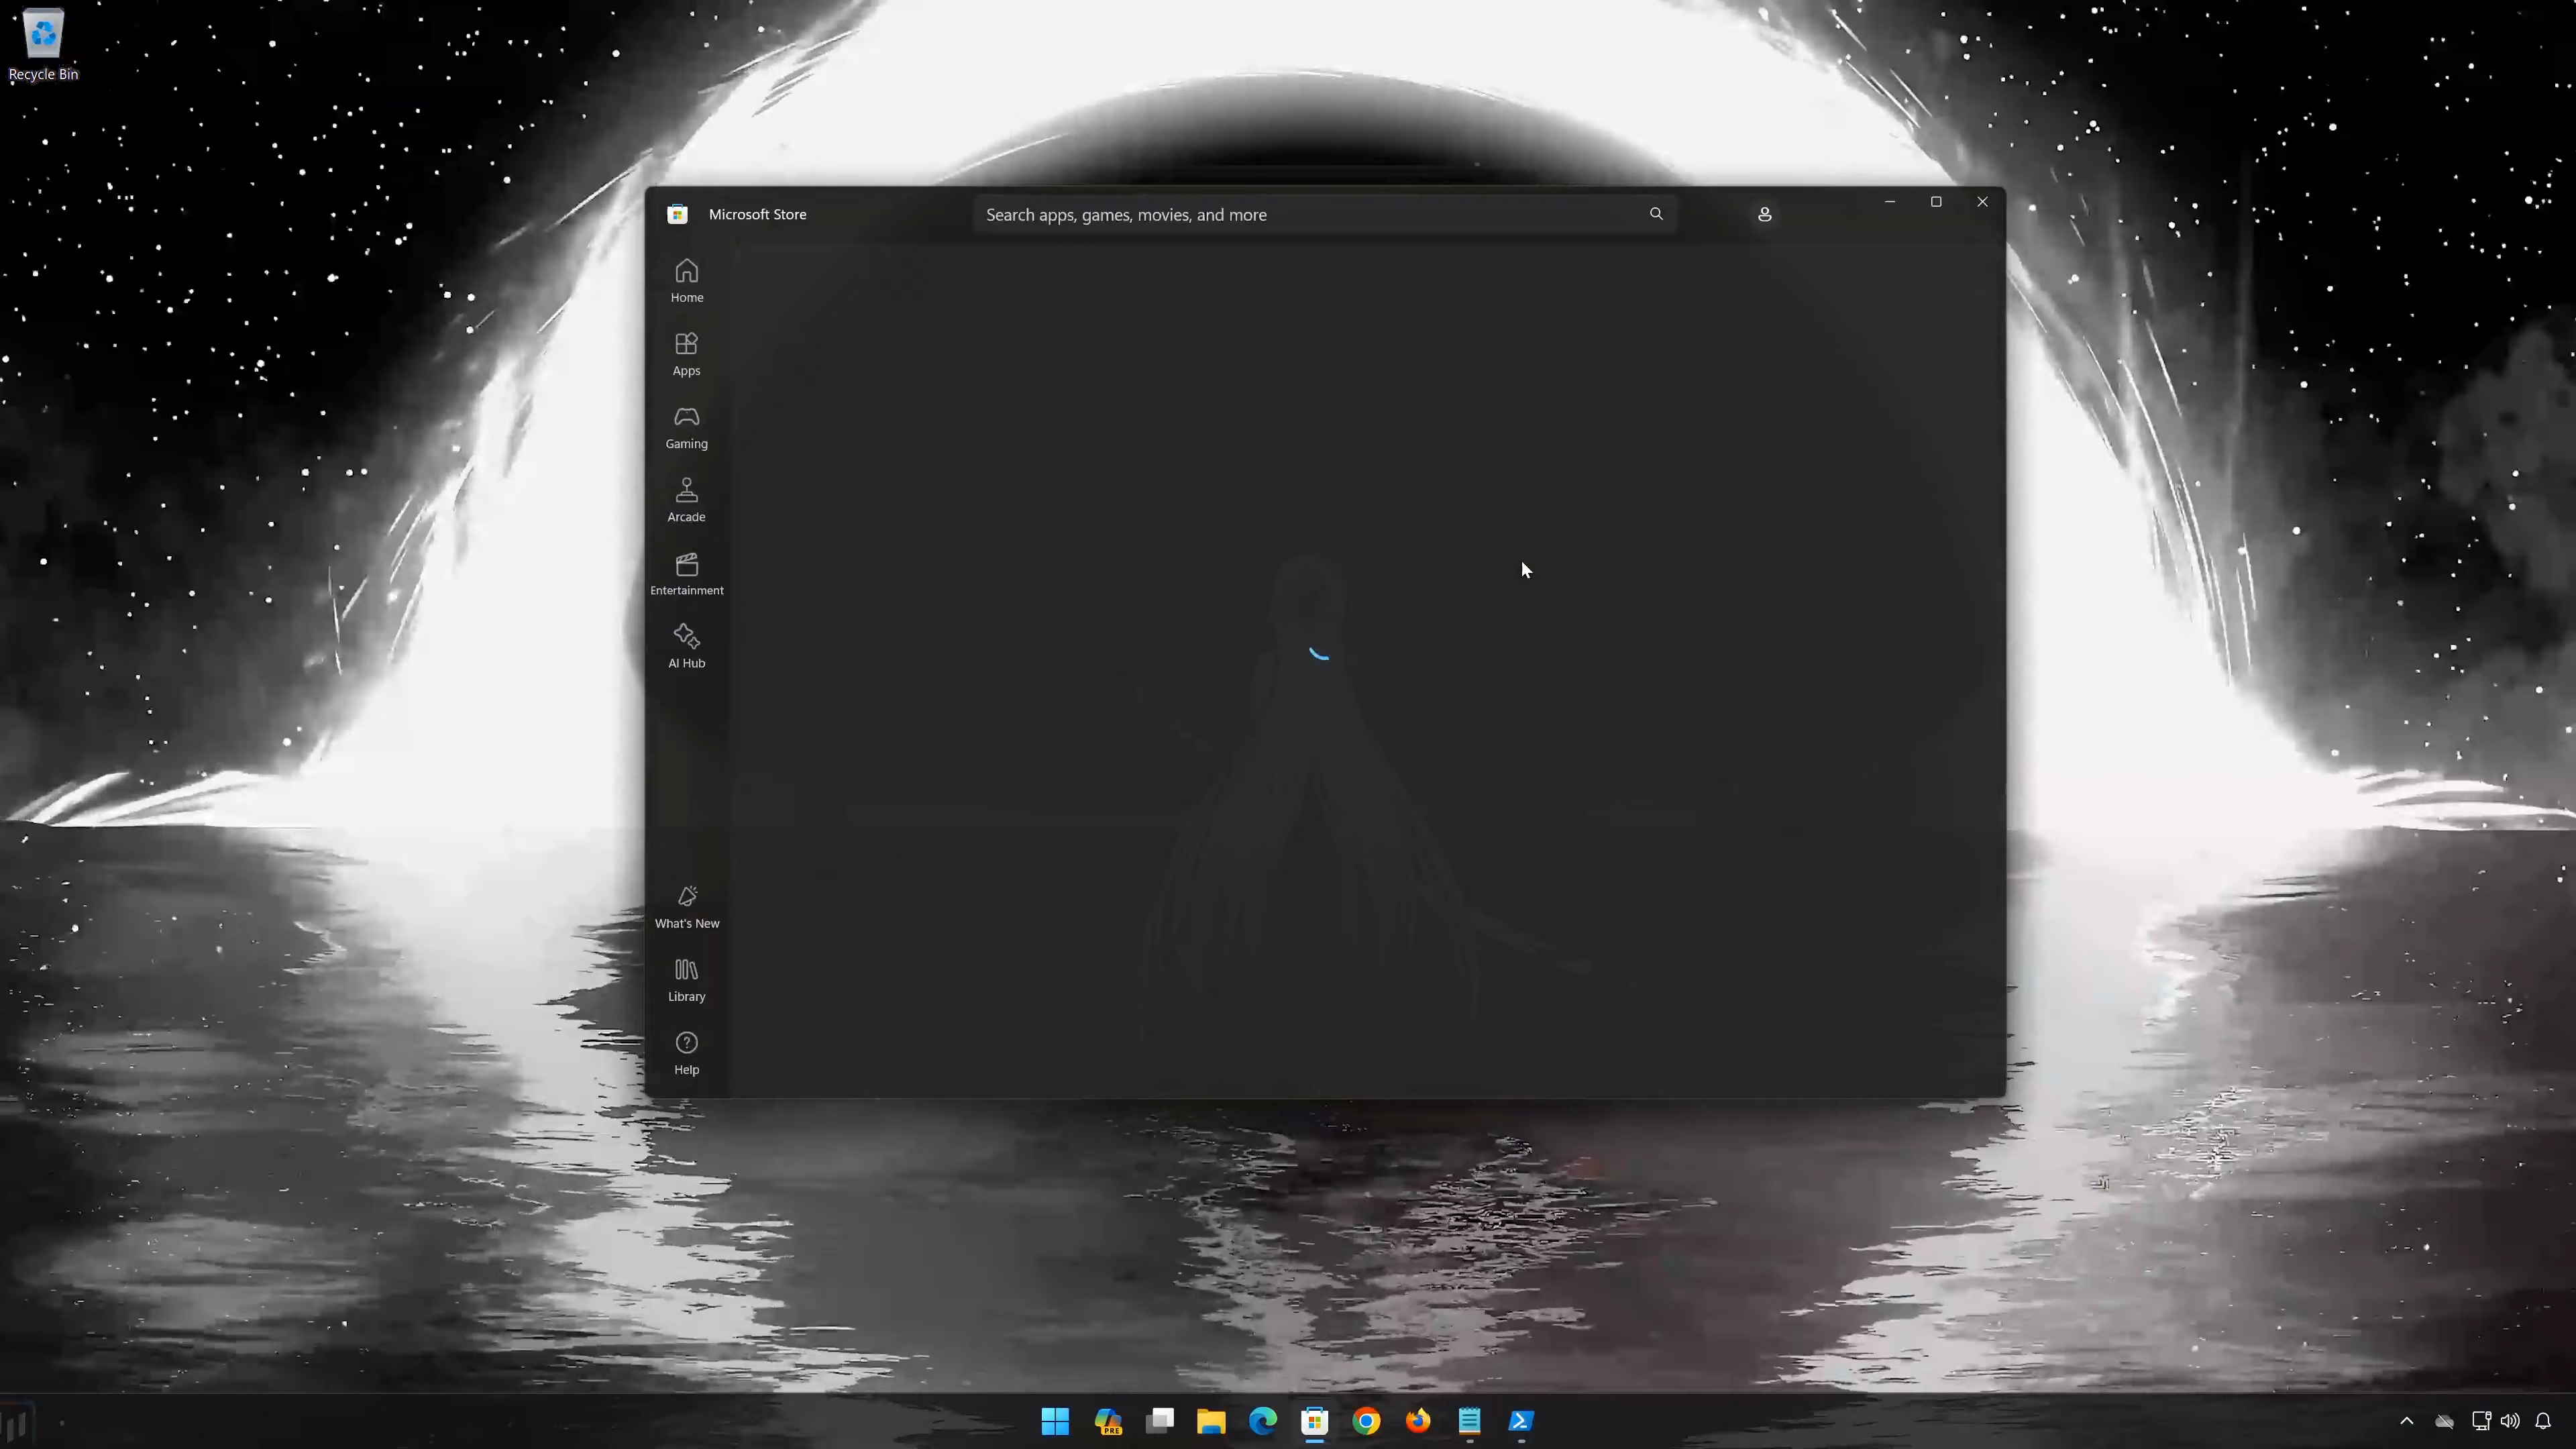 Recycle Bin
Microsoft Store
Search apps, games, movies, and more
Home
Apps
Gaming
Arcade
Entertainment
AI Hub
What's New
Library
Help
PRE